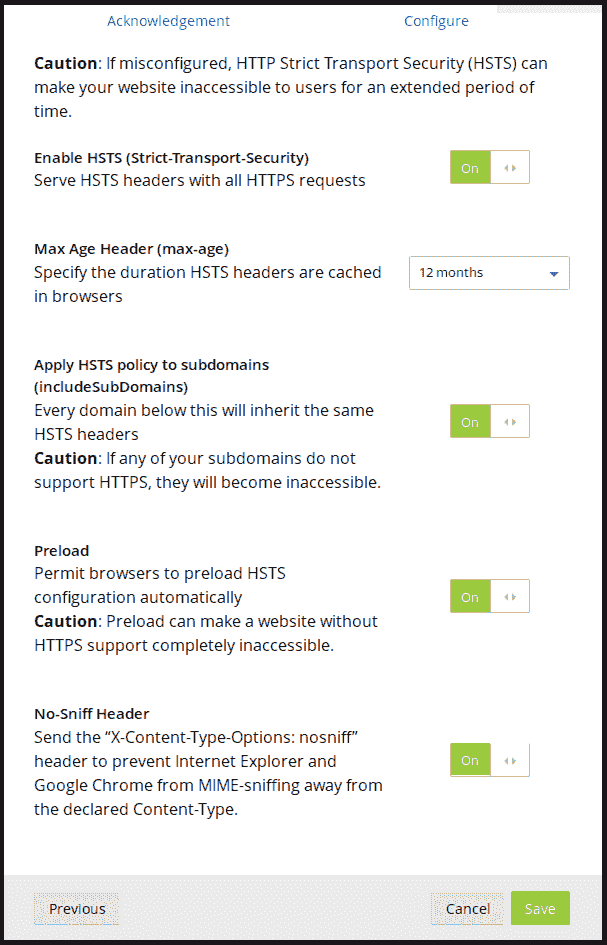 Acknowledgement Configure
Caution: If misconfigured, HTTP Strict Transport Security (HSTS) can
make your website inaccessible to users for an extended period of
time.
Enable HSTS (Strict-Transport-Security)
Serve HSTS headers with all HTTPS requests
On
Max Age Header (max-age)
Specify the duration HSTS headers are cached
in browsers
12 months
Apply HSTS policy to subdomains
(includeSubDomains)
Every domain below this will inherit the same
HSTS headers
Caution: If any of your subdomains do not
support HTTPS, they will become inaccessible.
On
Preload
Permit browsers to preload HSTS
configuration automatically
Caution: Preload can make a website without
HTTPS support completely inaccessible.
On
No-Sniff Header
Send the “X-Content-Type-Options: nosniff”
header to prevent Internet Explorer and
Google Chrome from MIME-sniffing away from
the declared Content-Type.
On
Previous Cancel Save